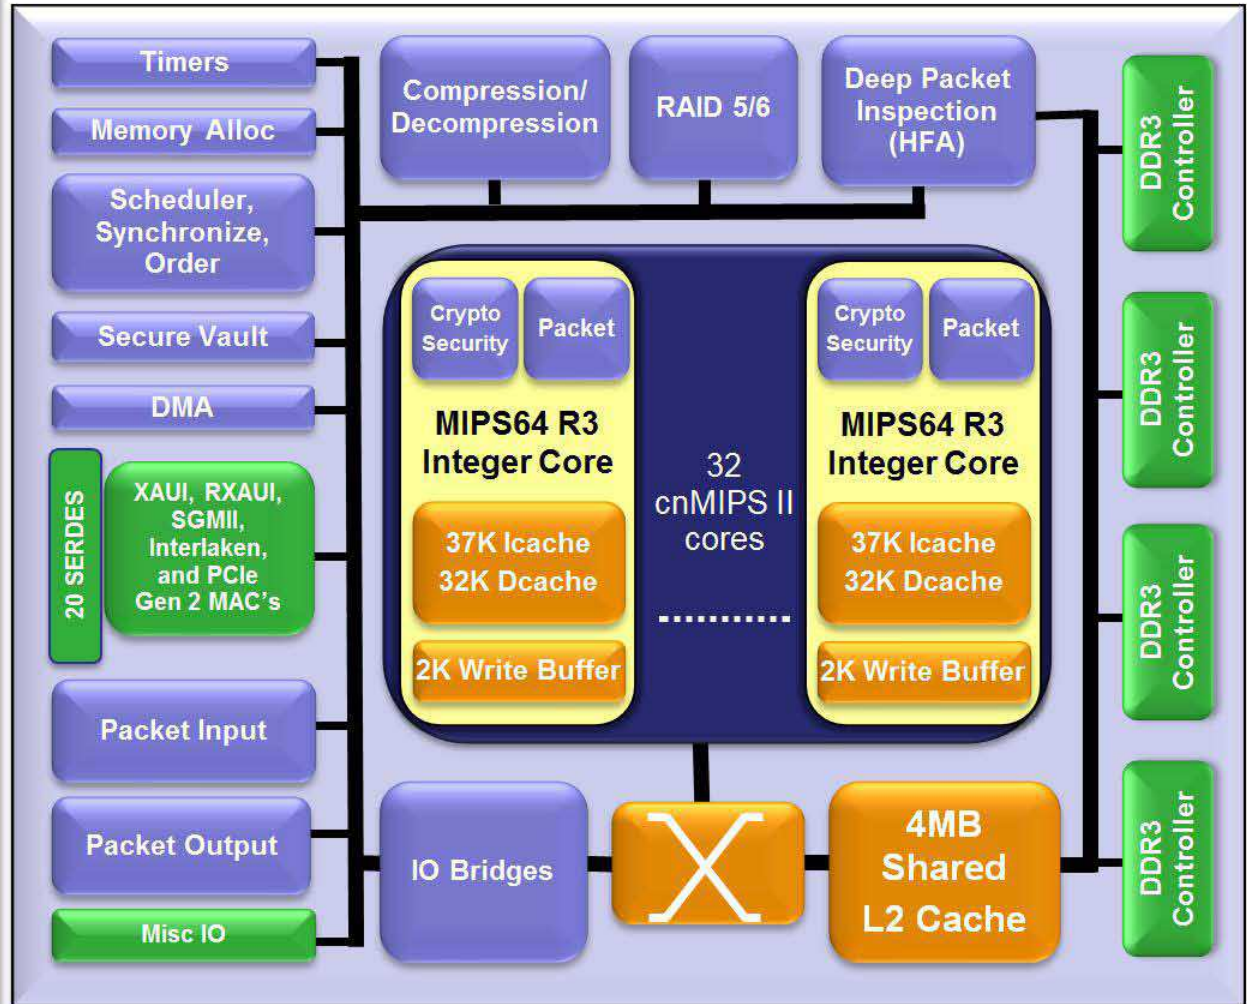 Timers
Memory Alloc
Scheduler,
Synchronize,
Order
Secure Vault
DMA
20 SERDES
XAUI, RXAUI,
SGMII,
Interlaken,
and PCIe
Gen 2 MAC's
Packet Input
Packet Output
Misc IO
Compression/
Decompression
RAID 5/6
Deep Packet
Inspection
(HFA)
Crypto
Security
Packet
MIPS64 R3
Integer Core
37K Icache
32K Dcache
2K Write Buffer
32
cnMIPS II
cores
Crypto
Security
Packet
MIPS64 R3
Integer Core
37K Icache
32K Dcache
2K Write Buffer
IO Bridges
4MB
Shared
L2 Cache
DDR3
Controller
DDR3
Controller
DDR3
Controller
DDR3
Controller